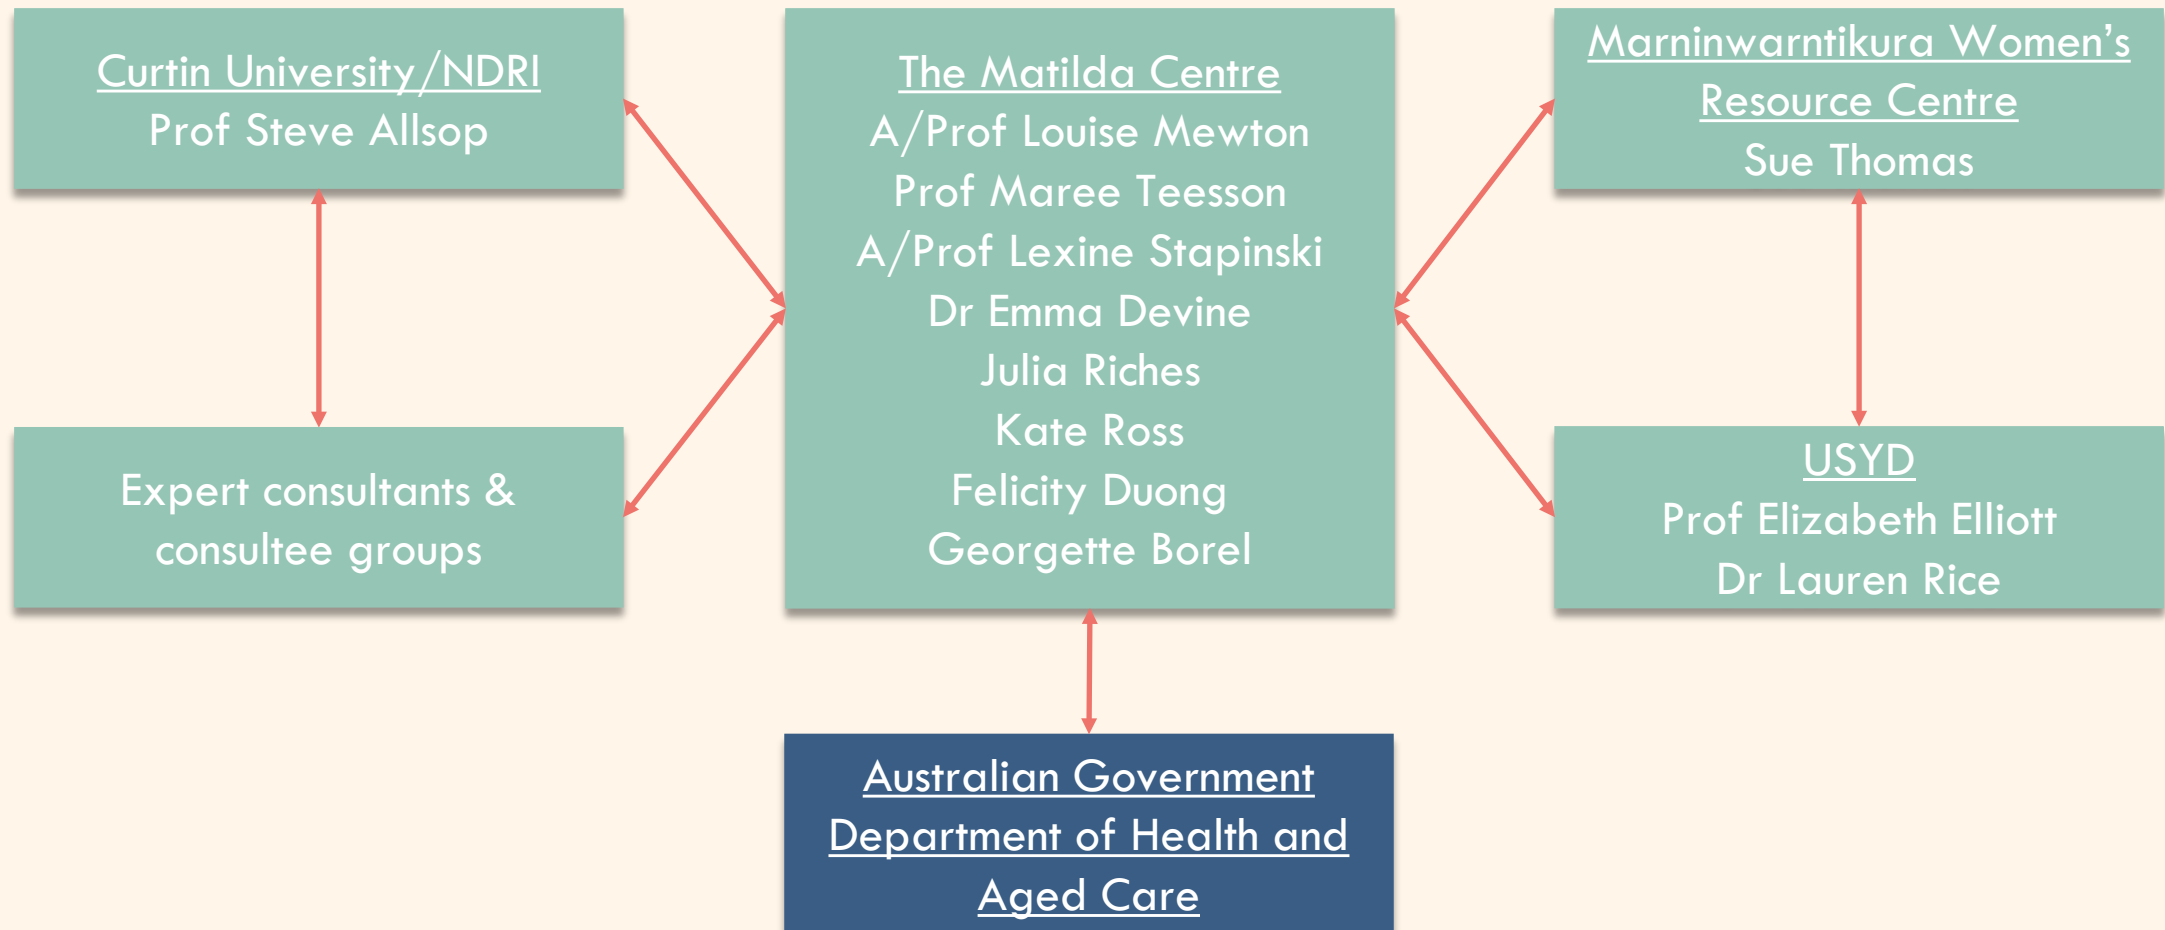 Curtin University/NDRI
Prof Steve Allsop
Expert consultants &
consultee groups
The Matilda Centre
A/Prof Louise Mewton
Prof Maree Teesson
A/Prof Lexine Stapinski
Dr Emma Devine
Julia Riches
Kate Ross
Felicity Duong
Georgette Borel
Marninwarntikura Women’s
Resource Centre
Sue Thomas
USYD
Prof Elizabeth Elliott
Dr Lauren Rice
Australian Government
Department of Health and
Aged Care